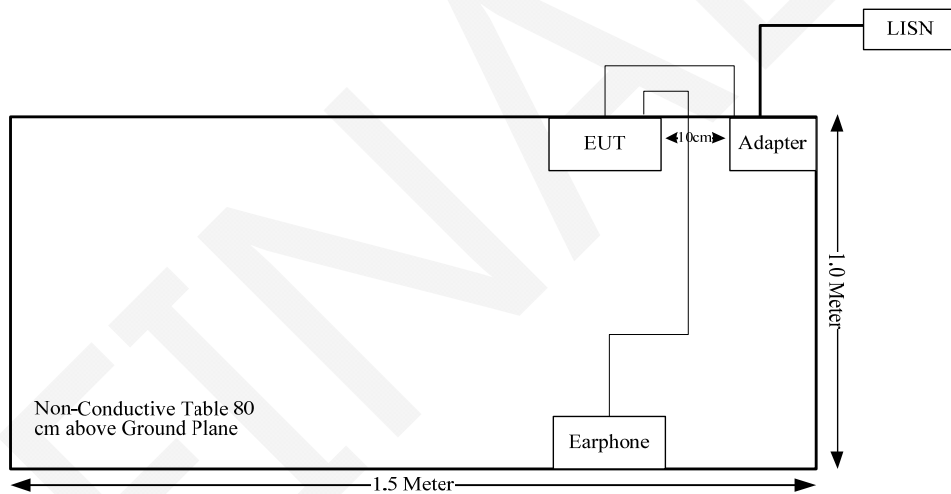 LISN
EUT
10cm
Adapter
1.0 Meter
Non-Conductive Table 80
cm above Ground Plane
Earphone
1.5 Meter
FINAL